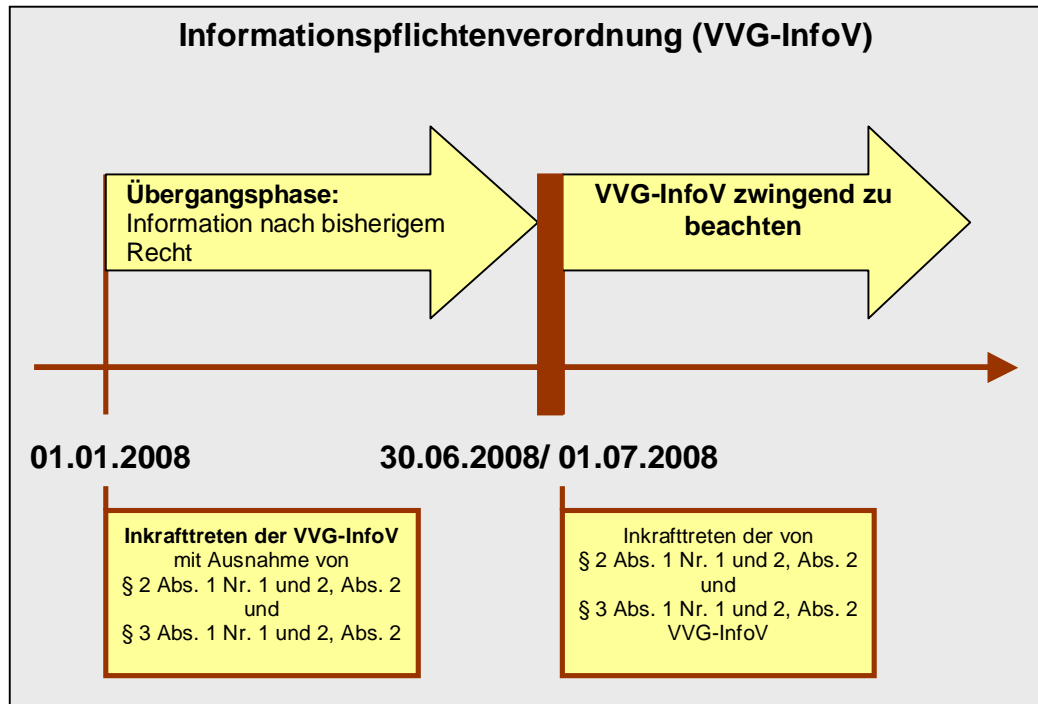 Informationspflichtenverordnung (VVG-InfoV)
Übergangsphase:
Information nach bisherigem
Recht
VVG-InfoV zwingend zu
beachten
01.01.2008
30.06.2008/ 01.07.2008
Inkrafttreten der VVG-InfoV
mit Ausnahme von
§ 2 Abs. 1 Nr. 1 und 2, Abs. 2
und
§ 3 Abs. 1 Nr. 1 und 2, Abs. 2
Inkrafttreten der von
§ 2 Abs. 1 Nr. 1 und 2, Abs. 2
und
§ 3 Abs. 1 Nr. 1 und 2, Abs. 2
VVG-InfoV